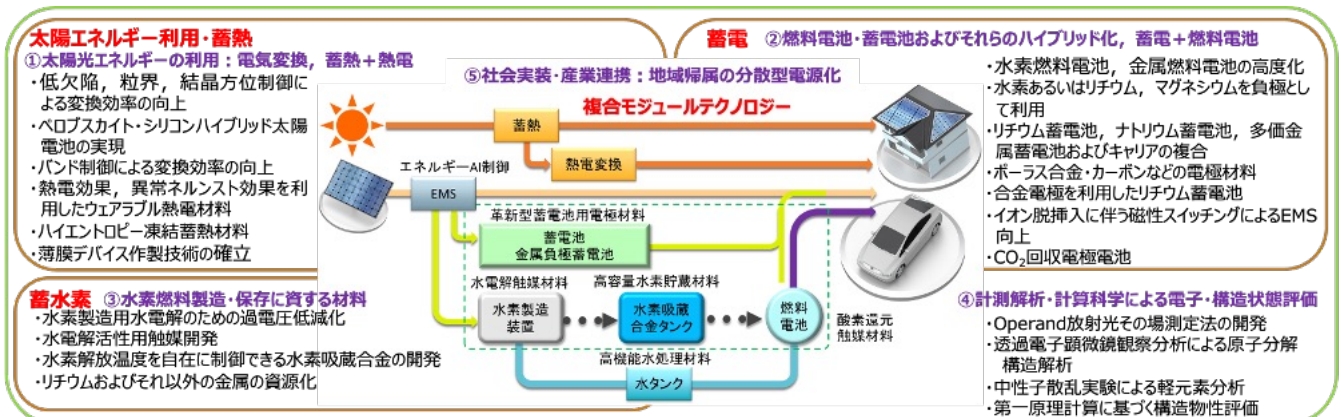 太陽エネルギー利用・蓄熱
①太陽光エネルギーの利用：電気変換，蓄熱＋熱電
・低欠陥，粒界，結晶方位制御に
よる変換効率の向上
・ペロブスカイト・シリコンハイブリッド太陽
電池の実現
・バンド制御による変換効率の向上
・熱電効果，異常ネルンスト効果を利
用したウェアラブル熱電材料
・ハイエントロピー凍結蓄熱材料
・薄膜デバイス作製技術の確立
蓄電 ②燃料電池・蓄電池およびそれらのハイブリッド化，蓄電＋燃料電池
・水素燃料電池，金属燃料電池の高度化
・水素あるいはリチウム，マグネシウムを負極とし
て利用
・リチウム蓄電池，ナトリウム蓄電池，多価金
属蓄電池およびキャリアの複合
・ポーラス合金・カーボンなどの電極材料
・合金電極を利用したリチウム蓄電池
・イオン脱挿入に伴う磁性スイッチングによるEMS
向上
・CO₂回収電極電池
⑤社会実装・産業連携：地域帰属の分散型電源化
複合モジュールテクノロジー
蓄熱
熱電変換
エネルギーAI制御
EMS
革新型蓄電池用電極材料
蓄電池
金属負極蓄電池
水電解触媒材料
高容量水素貯蔵材料
水素製造
装置
水素吸蔵
合金タンク
燃料
電池
酸素還元
触媒材料
高機能水処理材料
水タンク
蓄水素 ③水素燃料製造・保存に資する材料
・水素製造用水電解のための過電圧低減化
・水電解活性用触媒開発
・水素解放温度を自在に制御できる水素吸蔵合金の開発
・リチウムおよびそれ以外の金属の資源化
④計測解析・計算科学による電子・構造状態評価
・Operand放射光その場測定法の開発
・透過電子顕微鏡観察分析による原子分解
構造解析
・中性子散乱実験による軽元素分析
・第一原理計算に基づく構造物性評価